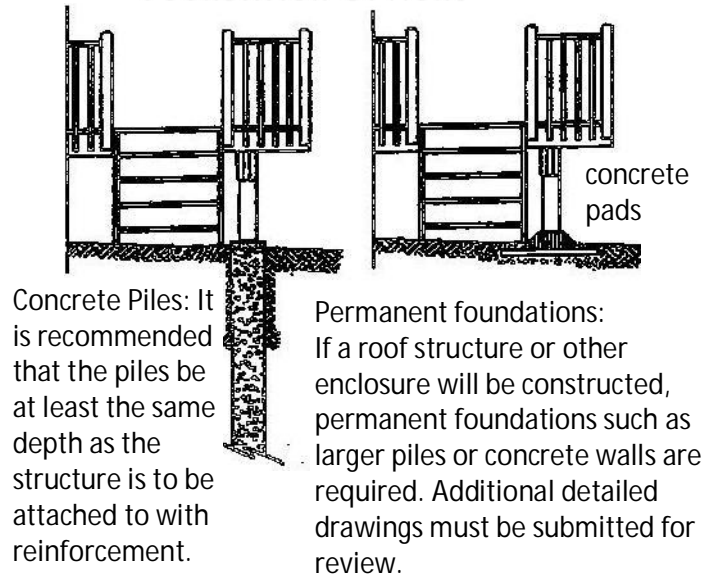 concrete
pads
Concrete Piles: It
is recommended
that the piles be
at least the same
depth as the
structure is to be
attached to with
reinforcement.
Permanent foundations:
If a roof structure or other
enclosure will be constructed,
permanent foundations such as
larger piles or concrete walls are
required. Additional detailed
drawings must be submitted for
review.